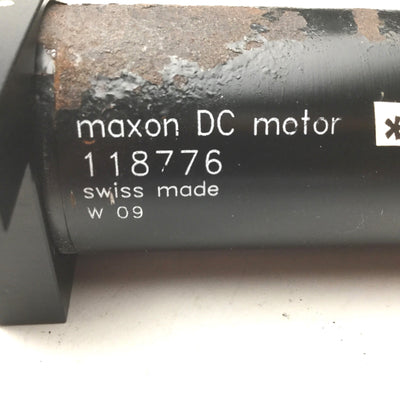 maxon DC motor
118776
swiss made
W 09
*